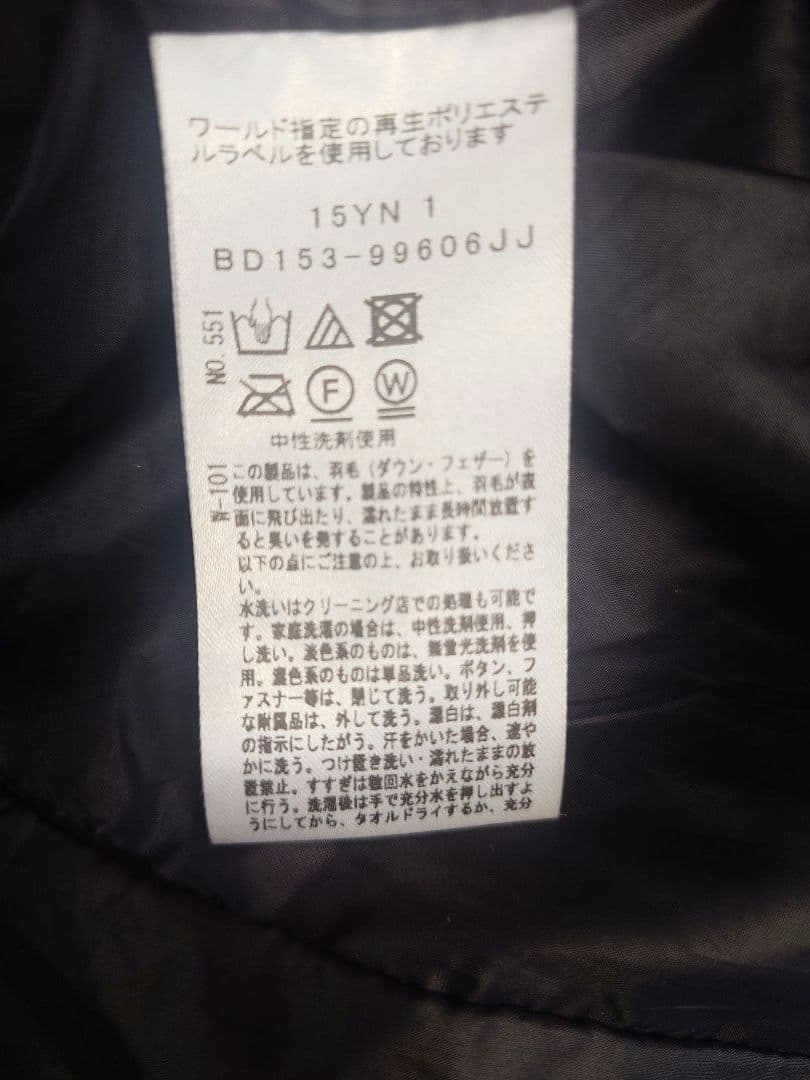 ワールド指定の再生ポリエステ
ルラベルを使用しております
15YN 1
BD153-99606JJ
NO.551
F
W
中性洗剤使用
W-101
この製品は、羽毛（ダウン・フェザー）を
使用しています。製品の特性上、羽毛が表
面に飛び出たり、濡れたまま長時間放置す
ると臭いを発することがあります。
以下の点にご注意の上、お取り扱いくださ
い。
水洗いはクリーニング店での処理も可能で
す。家庭洗濯の場合は、中性洗剤使用、押
し洗い。淡色系のものは、無蛍光洗剤を使
用。濃色系のものは単品洗い。ボタン、フ
ァスナー等は、閉じて洗う。取り外し可能
な附属品は、外して洗う。漂白は、漂白剤
の指示にしたがう。汗をかいた場合、速や
かに洗う。つけ置き洗い・濡れたままの放
置禁止。すすぎは数回水をかえながら充分
に行う。洗濯後は手で充分水を押し出すよ
うにしてから、タオルドライするか、充分